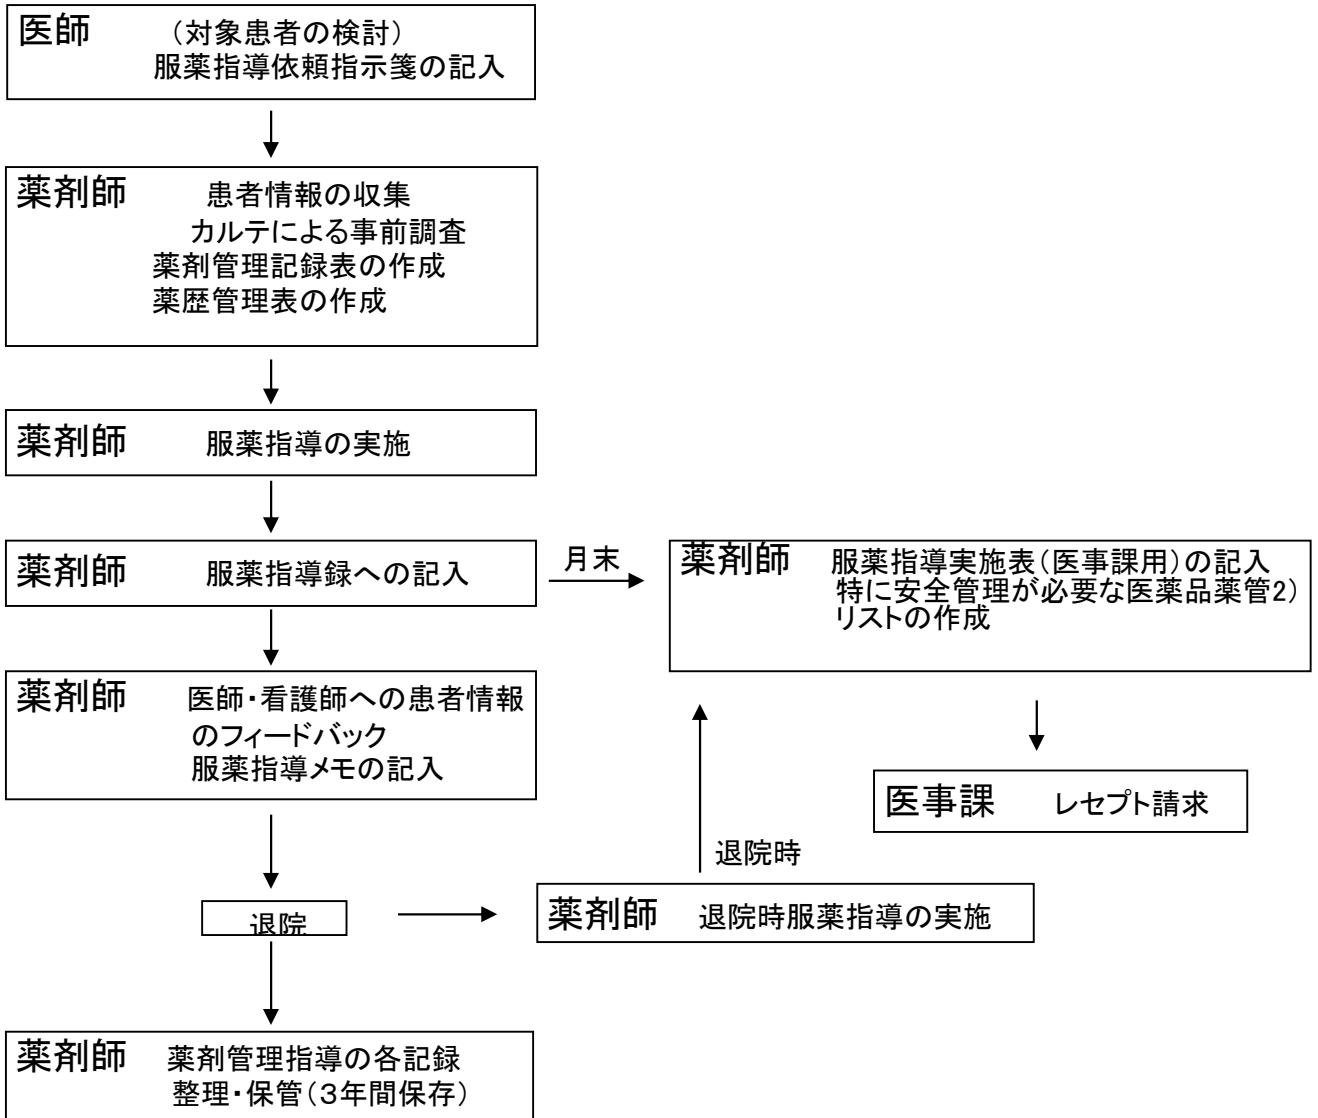 医師 （対象患者の検討）
服薬指導依頼指示箋の記入
薬剤師 患者情報の収集
カルテによる事前調査
薬剤管理記録表の作成
薬歴管理表の作成
薬剤師 服薬指導の実施
薬剤師 服薬指導録への記入
月末
薬剤師 服薬指導実施表（医事課用）の記入
特に安全管理が必要な医薬品薬管2）
リストの作成
薬剤師 医師・看護師への患者情報
のフィードバック
服薬指導メモの記入
医事課 レセプト請求
退院時
退院
薬剤師 退院時服薬指導の実施
薬剤師 薬剤管理指導の各記録
整理・保管（３年間保存）